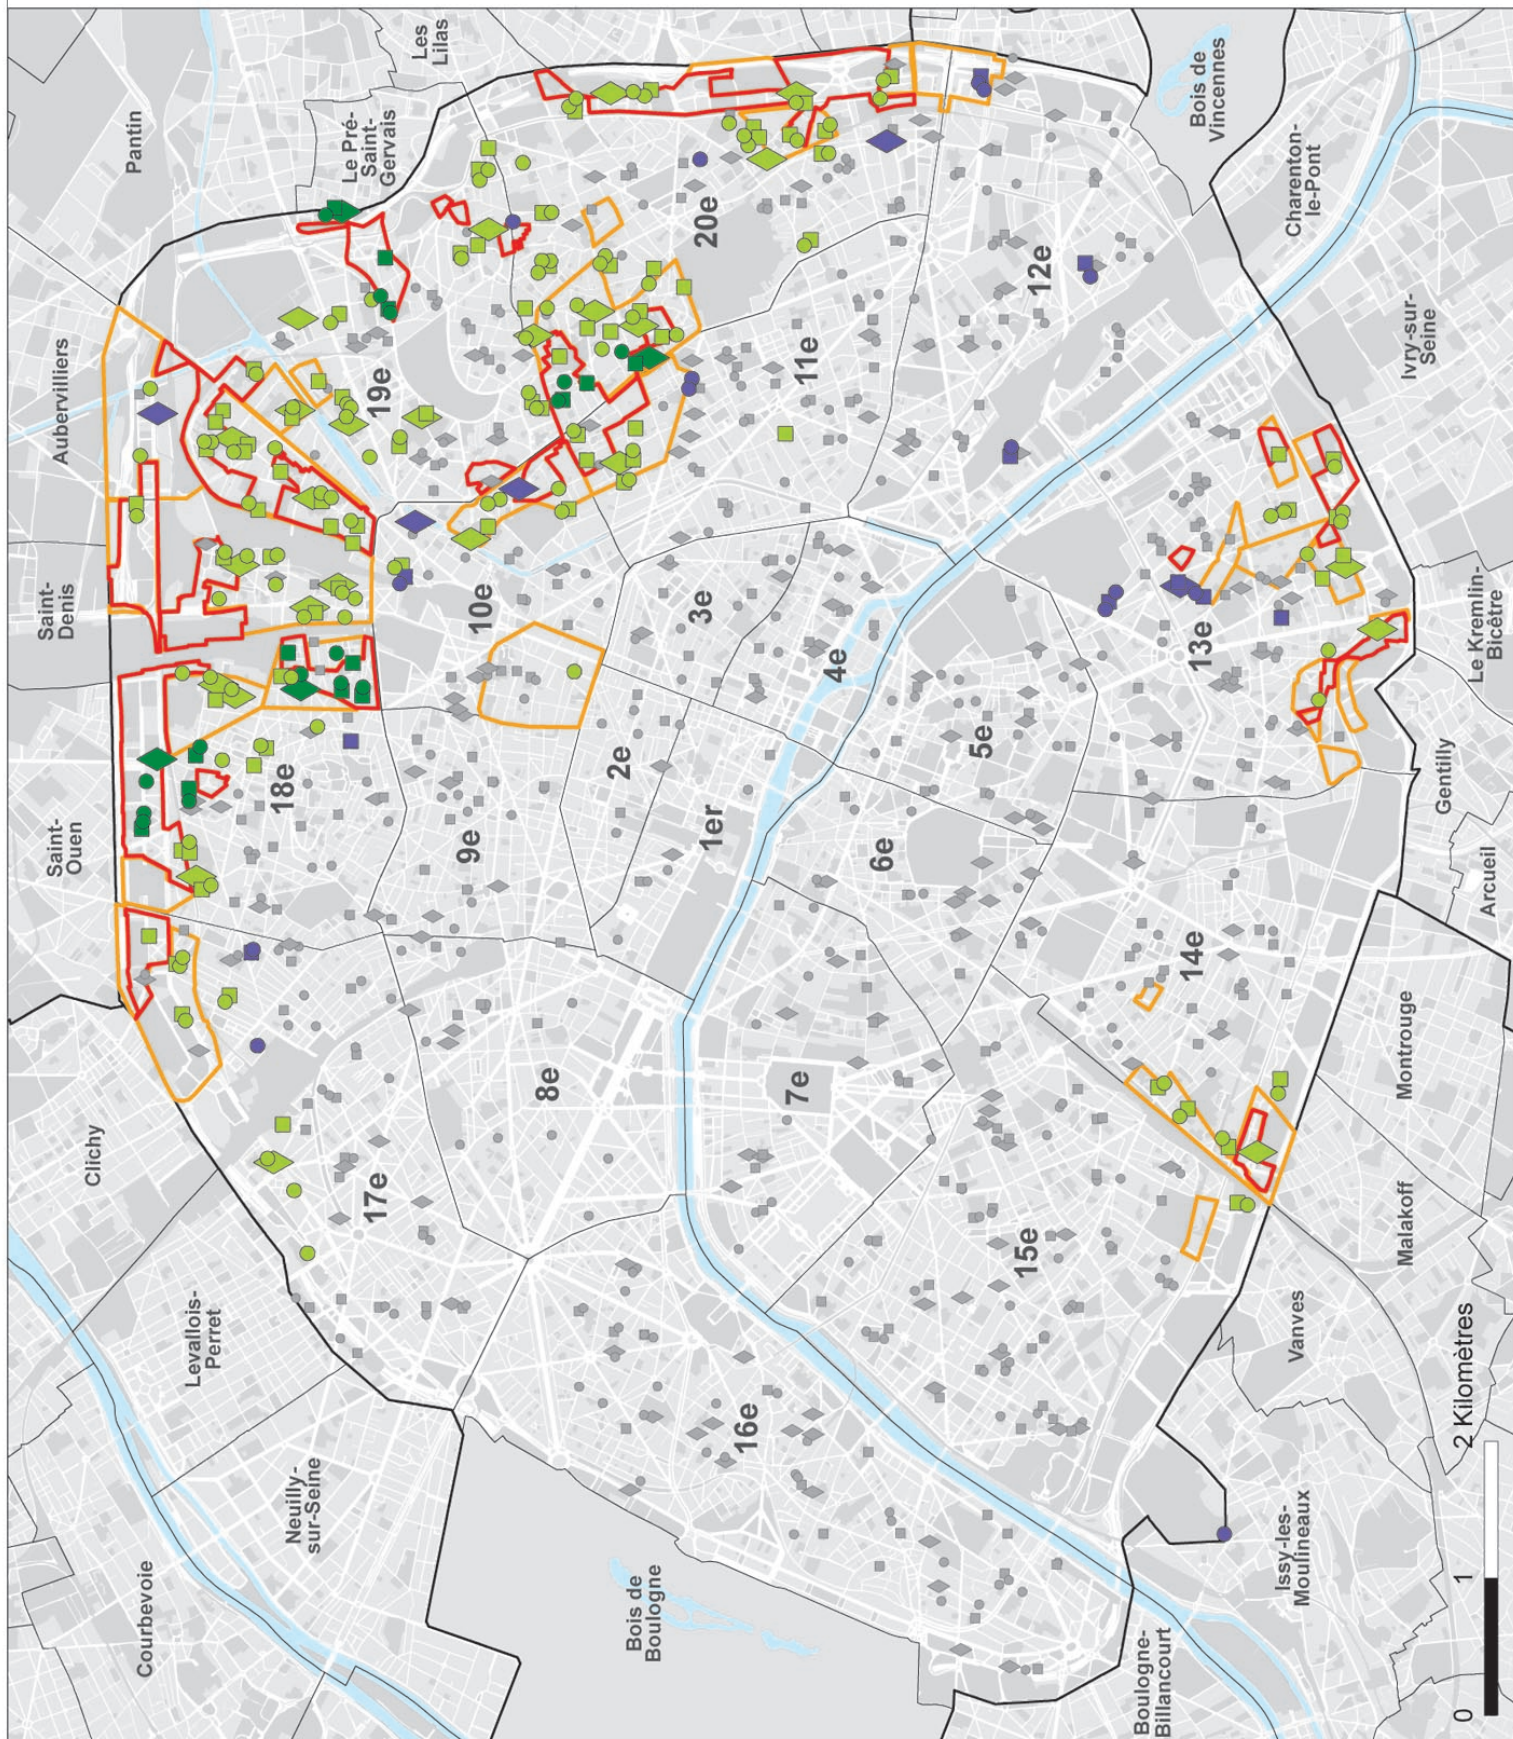 Courbevoie
Neuilly-
sur-Seine
Levallois-
Perret
Clichy
Saint-
Ouen
Saint-
Denis
Aubervilliers
Pantin
Le Pré-
Saint-
Gervais
Les
Lilas
Bois de
Boulogne
17e
18e
19e
8e
9e
10e
2e
3e
1er
4e
20e
11e
16e
7e
6e
5e
12e
Bois de
Vincennes
15e
14e
13e
Charenton-
le-Pont
Boulogne-
Billancourt
Issy-les-
Moulineaux
Vanves
Malakoff
Montrouge
Arcueil
Gentilly
Le Kremlin-
Bicêtre
Ivry-sur-
Seine
0 1 2 Kilomètres